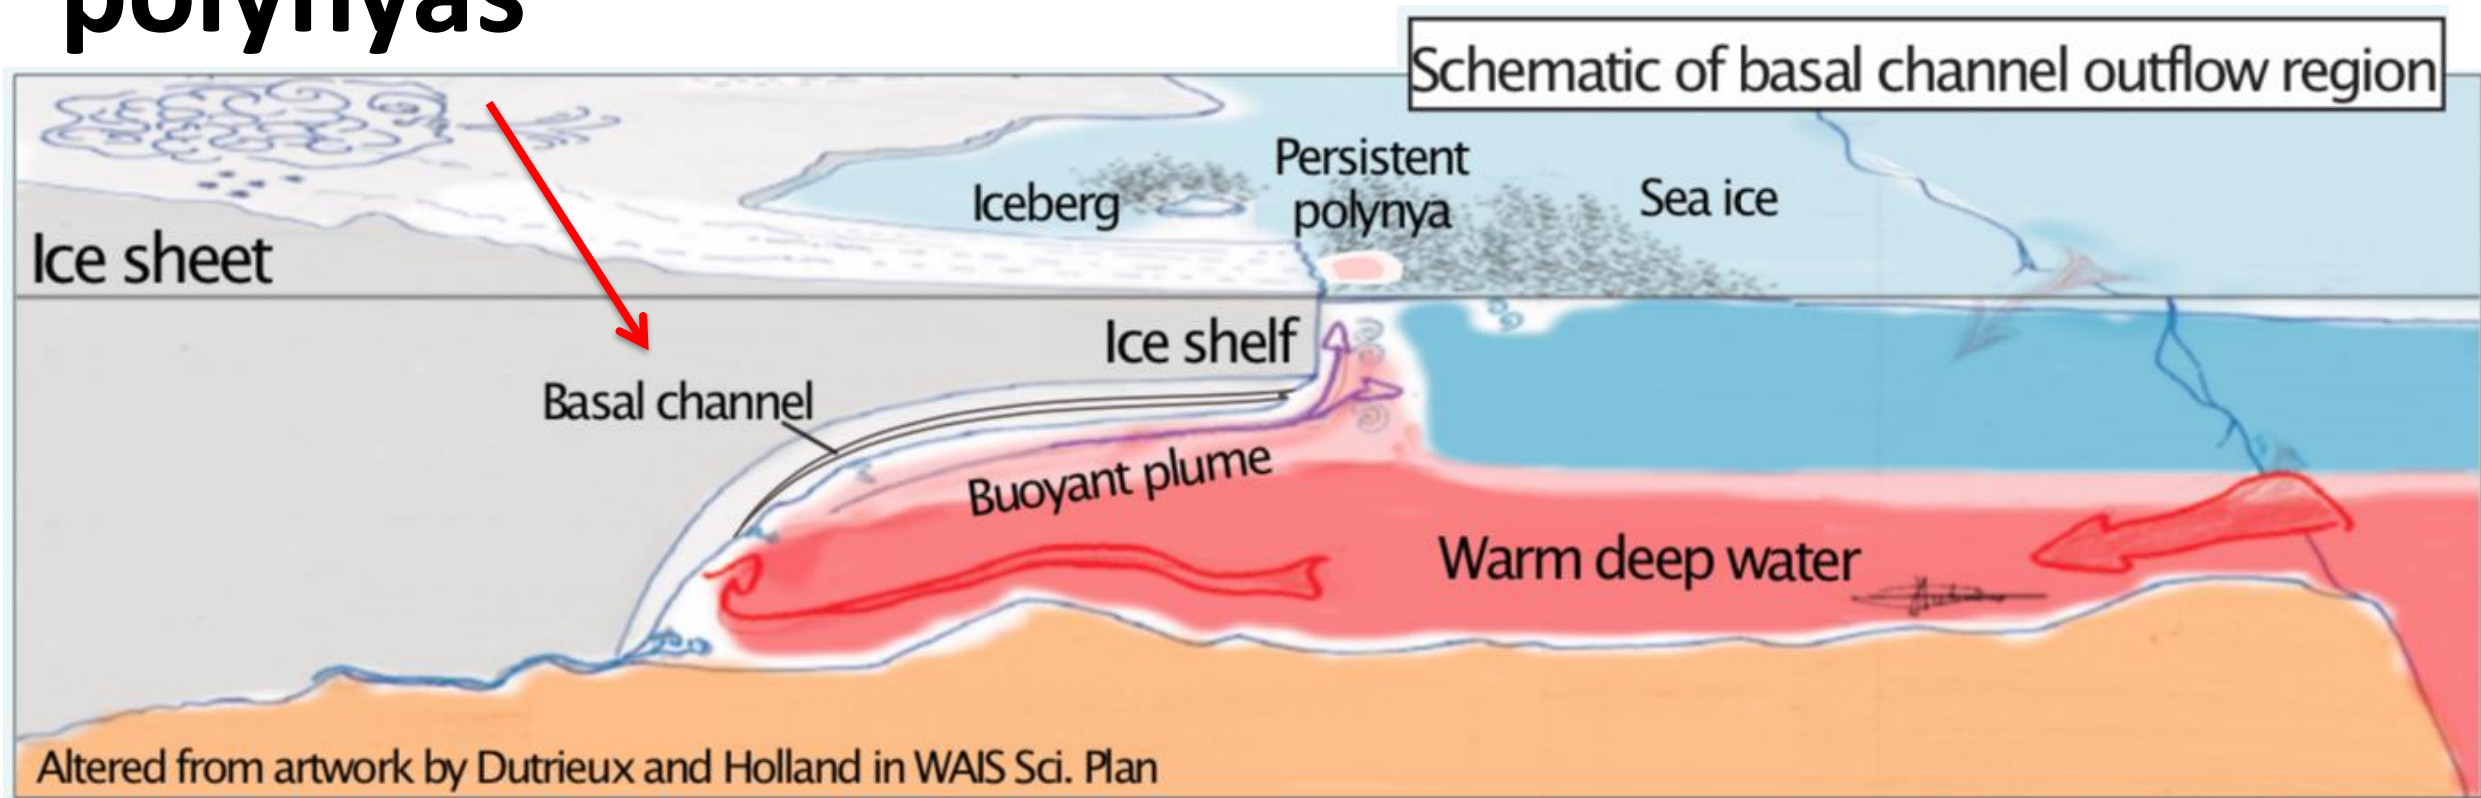 polynyas
Schematic of basal channel outflow region
Persistent
polynya
Iceberg
Sea ice
Ice sheet
Ice shelf
Basal channel
Buoyant plume
Warm deep water
Altered from artwork by Dutrieux and Holland in WAIS Sci. Plan